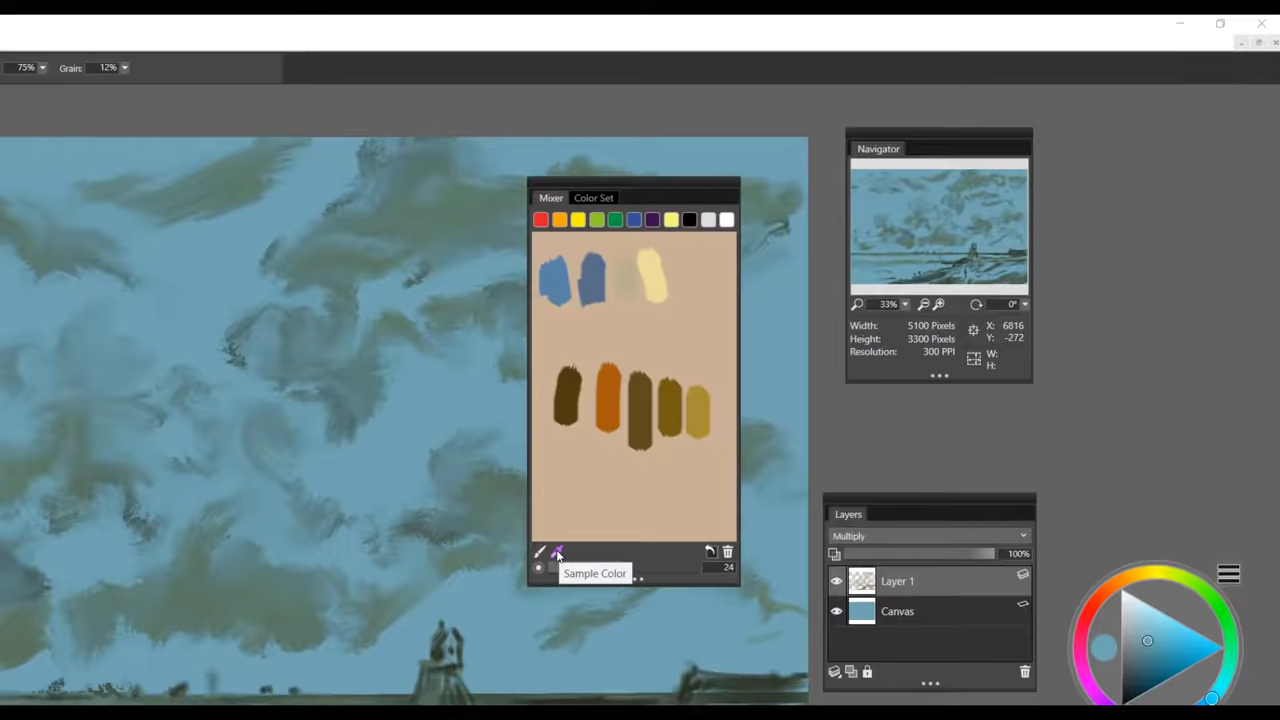 75% Grain: 12%
Navigator
33% 0°
Width: 5100 Pixels X: 6816
Height: 3300 Pixels Y: -272
Resolution: 300 PPI W:
H:
Mixer Color Set
Sample Color
24
Layers
Multiply
100%
Layer 1
Canvas